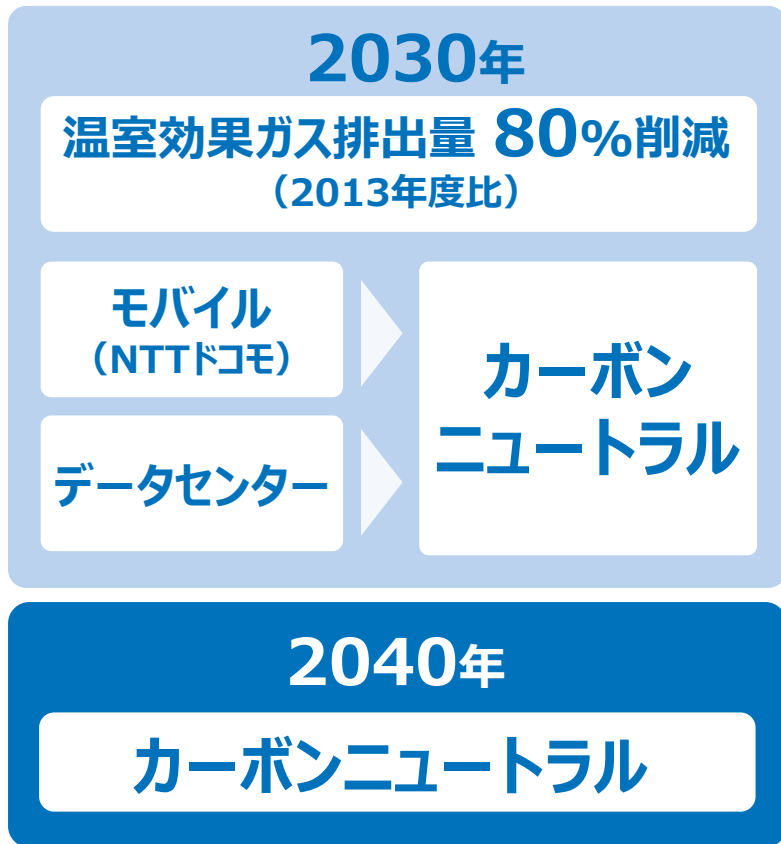 2030年
温室効果ガス排出量 80%削減
（2013年度比）
モバイル
（NTTドコモ）
データセンター
カーボン
ニュートラル
2040年
カーボンニュートラル